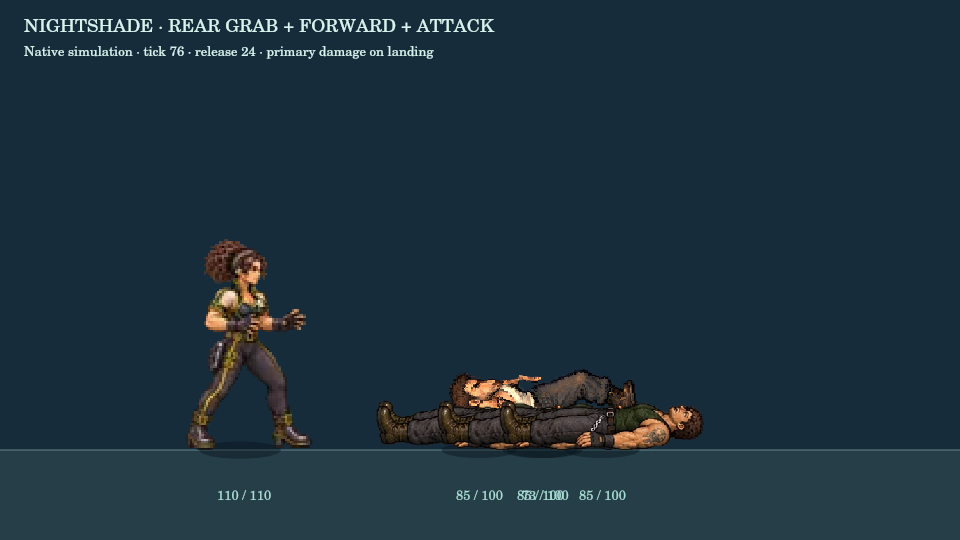 NIGHTSHADE · REAR GRAB + FORWARD + ATTACK
Native simulation · tick 76 · release 24 · primary damage on landing
110 / 110 85 / 100 85 / 100